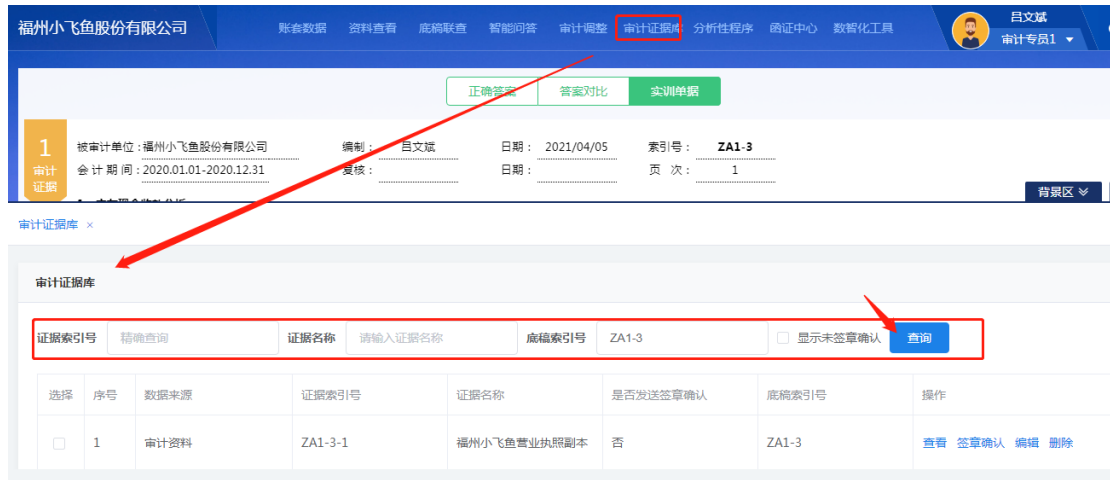 福州小飞鱼股份有限公司 账套数据 资料查看 底稿联查 智能问答 审计调整 审计证据库 分析性程序 函证中心 数智化工具 吕文斌
审计专员1
正确答案 答案对比 实训单据
1 审计证据
被审计单位：福州小飞鱼股份有限公司 编制： 吕文斌 日期： 2021/04/05 索引号： ZA1-3
会计期间：2020.01.01-2020.12.31 复核： 日期： 页 次： 1
背景区
审计证据库 ×
审计证据库
证据索引号 精确查询 证据名称 请输入证据名称 底稿索引号 ZA1-3 显示未签章确认 查询
选择 序号 数据来源 证据索引号 证据名称 是否发送签章确认 底稿索引号 操作
1 审计资料 ZA1-3-1 福州小飞鱼营业执照副本 否 ZA1-3 查看 签章确认 编辑 删除